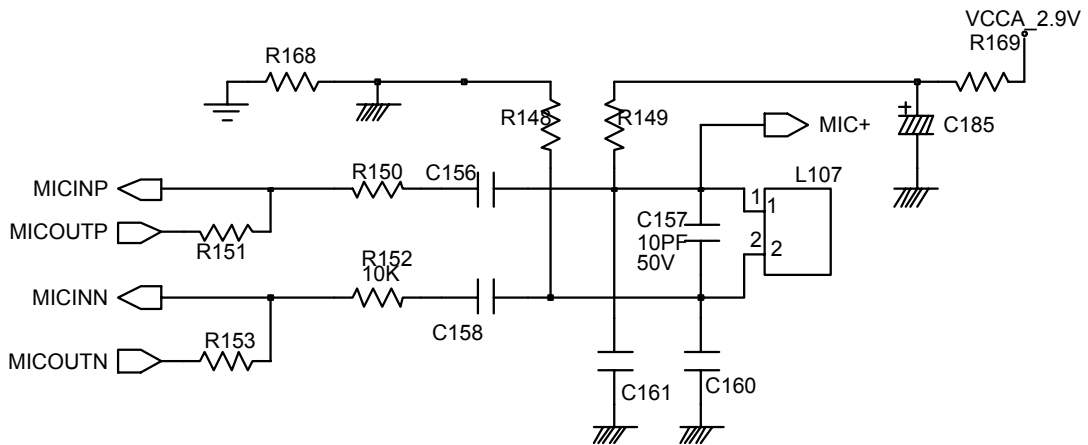 VCCA_2.9V
R169
R168
R148
R149
MIC+
C185
MICINP
R150
C156
L107
1
1
MICOUTP
R151
C157
10PF
50V
2
2
R152
10K
MICINN
C158
R153
MICOUTN
C161
C160